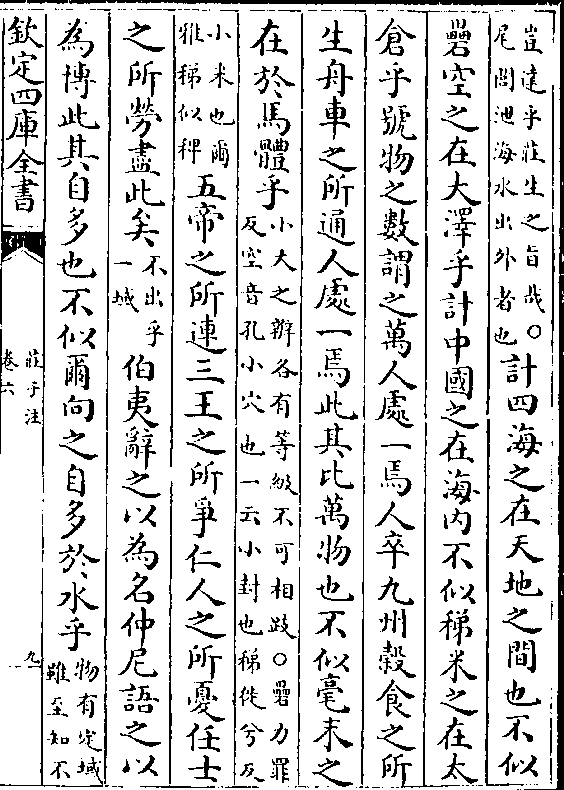 豈達乎莊生之旨哉〇
尾閭泄海水出外者也
計四海之在天地之間也不似
礨空之在大澤乎計中國之在海内不似稊米之在太
倉乎號物之數謂之萬人處一焉人卒九州穀食之所
生舟車之所通人處一焉此其比萬物也不似毫末之
在於馬體乎
小大之辦各有等級不可相跂〇礨力罪
反空音孔小穴也一云小封也稊徙兮反
小米也爾
雅稊似稗
五帝之所連三王之所爭仁人之所憂任士
之所勞盡此矣
不出乎
一域
伯夷辭之以為名仲尼語之以
為博此其自多也不似爾向之自多於水乎
物有定域
雖至知不
欽定四庫全書
莊子注
卷六
九